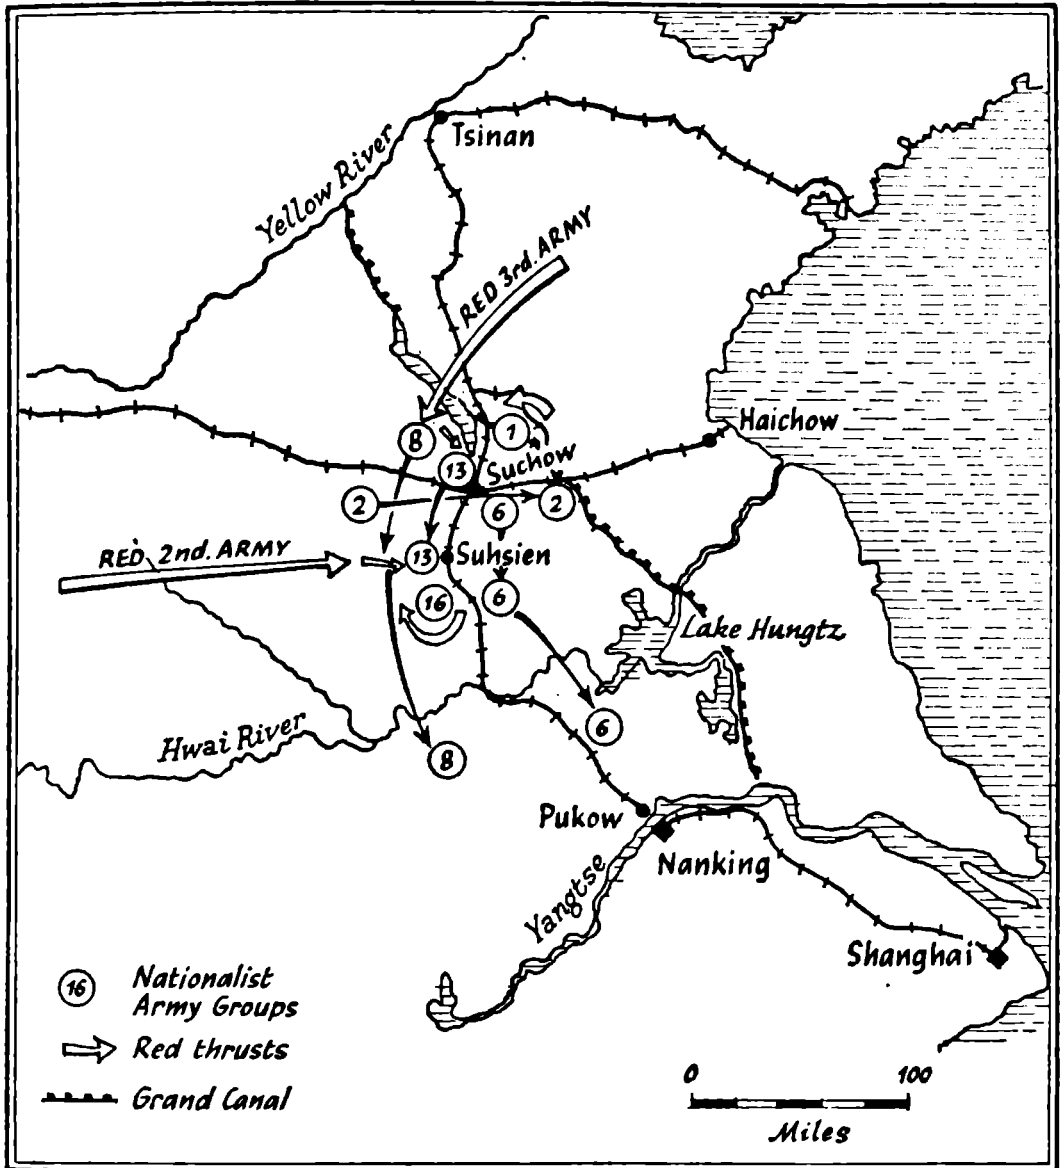 Tsinan
Yellow River
RED 3rd. ARMY
Haichow
8
1
13
Suchow
2
6
2
RED 2nd. ARMY
13
Suhsien
16
6
Lake Hungtz
6
Hwai River
8
Pukow
Nanking
Yangtse
Shanghai
16
Nationalist
Army Groups
Red thrusts
Grand Canal
0 100
Miles